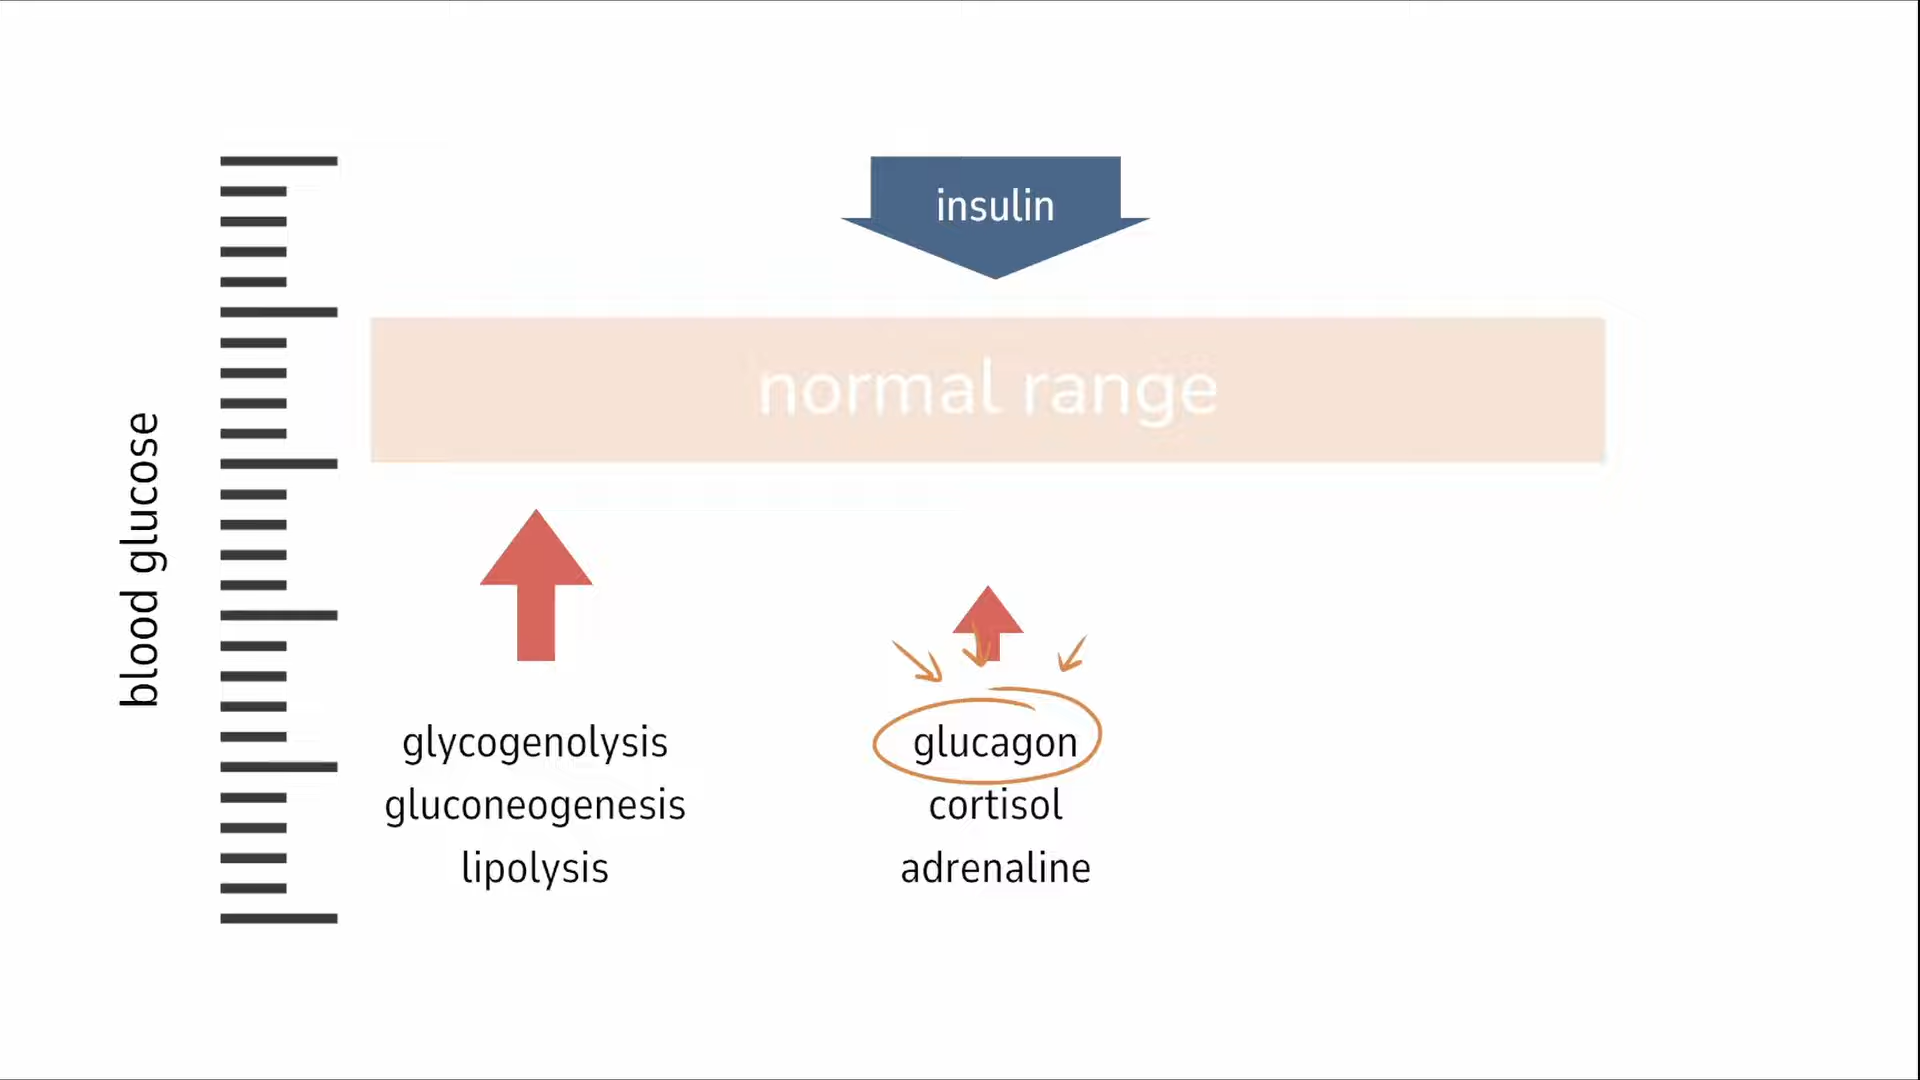 insulin
normal range
blood glucose
glycogenolysis
gluconeogenesis
lipolysis
glucagon
cortisol
adrenaline